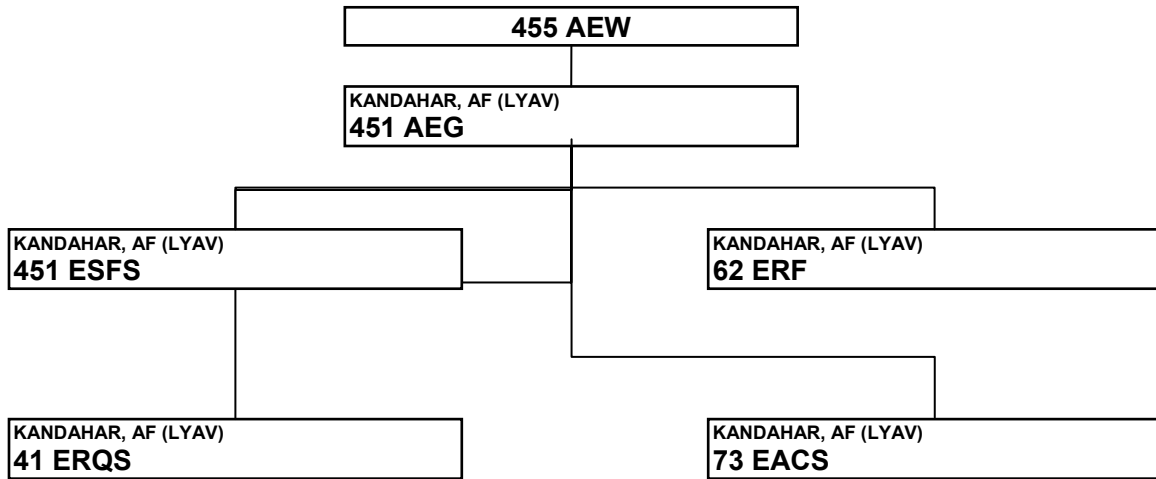 455 AEW
KANDAHAR, AF (LYAV)
451 AEG
KANDAHAR, AF (LYAV)
451 ESFS
KANDAHAR, AF (LYAV)
62 ERF
KANDAHAR, AF (LYAV)
41 ERQS
KANDAHAR, AF (LYAV)
73 EACS